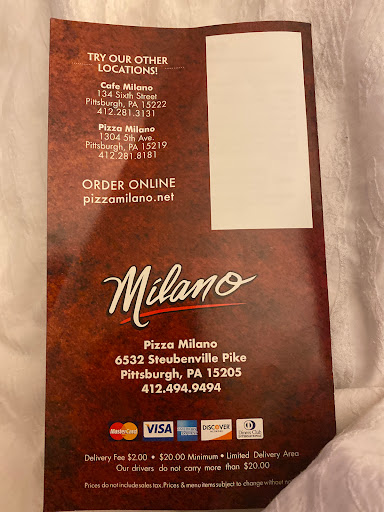 TRY OUR OTHER
LOCATIONS!
Cafe Milano
134 Sixth Street
Pittsburgh, PA 15222
412.281.3131
Pizza Milano
1304 5th Ave.
Pittsburgh, PA 15219
412.281.8181
ORDER ONLINE
pizzamilano.net
Milano
Pizza Milano
6532 Steubenville Pike
Pittsburgh, PA 15205
412.494.9494
MasterCard VISA AMERICAN EXPRESS DISCOVER Diners Club
Delivery Fee $2.00 • $20.00 Minimum • Limited Delivery Area
Our drivers do not carry more than $20.00
Prices do not include sales tax. Prices & menu items subject to change without